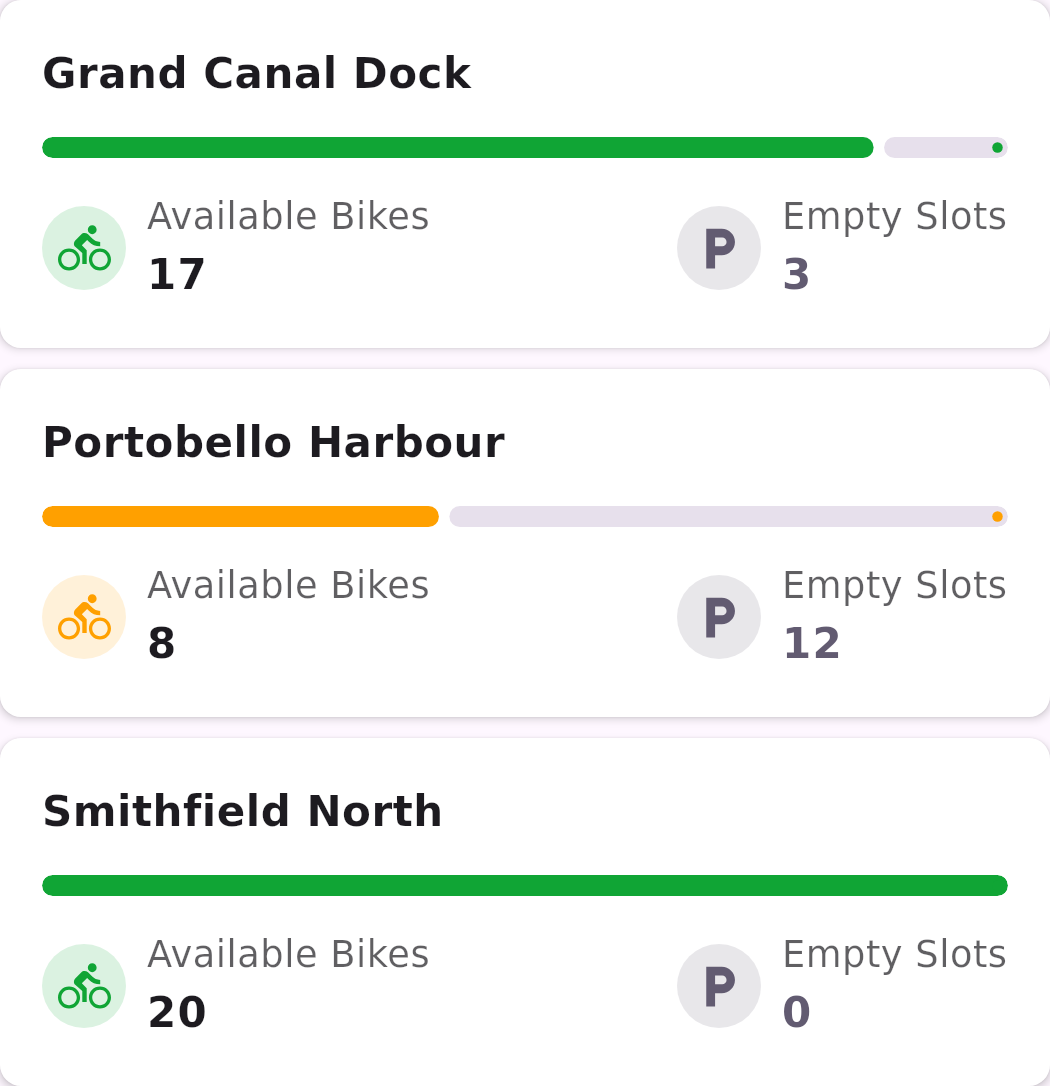 Grand Canal Dock
Available Bikes
17
P
Empty Slots
3
Portobello Harbour
Available Bikes
8
P
Empty Slots
12
Smithfield North
Available Bikes
20
P
Empty Slots
0